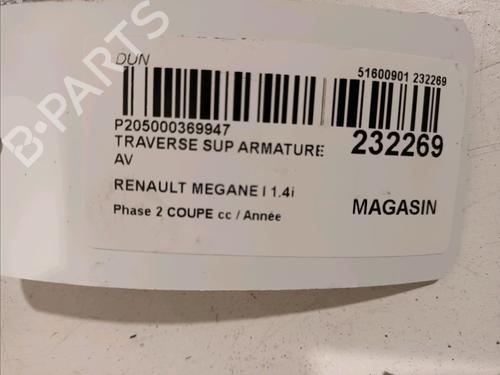 DUN
51600901 232269
P205000369947
232269
TRAVERSE SUP ARMATURE
AV
RENAULT MEGANE I 1.4i
MAGASIN
Phase 2 COUPE cc / Année
B-PARTS